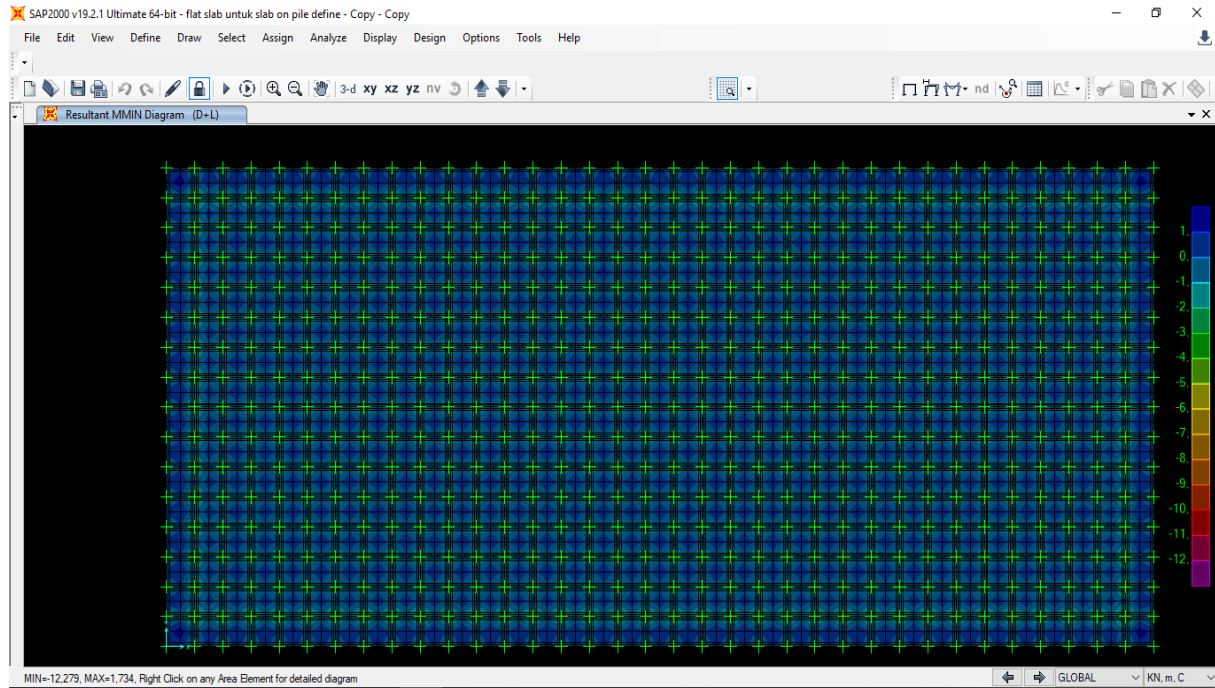 SAP2000 v19.2.1 Ultimate 64-bit - flat slab untuk slab on pile define - Copy - Copy
File Edit View Define Draw Select Assign Analyze Display Design Options Tools Help
3-d xy xz yz nv nd
Resultant MMIN Diagram (D+L)
1,
0,
-1,
-2,
-3,
-4,
-5,
-6,
-7,
-8,
-9,
-10,
-11,
-12,
X
MIN=-12,279, MAX=1,734, Right Click on any Area Element for detailed diagram
GLOBAL
KN, m, C